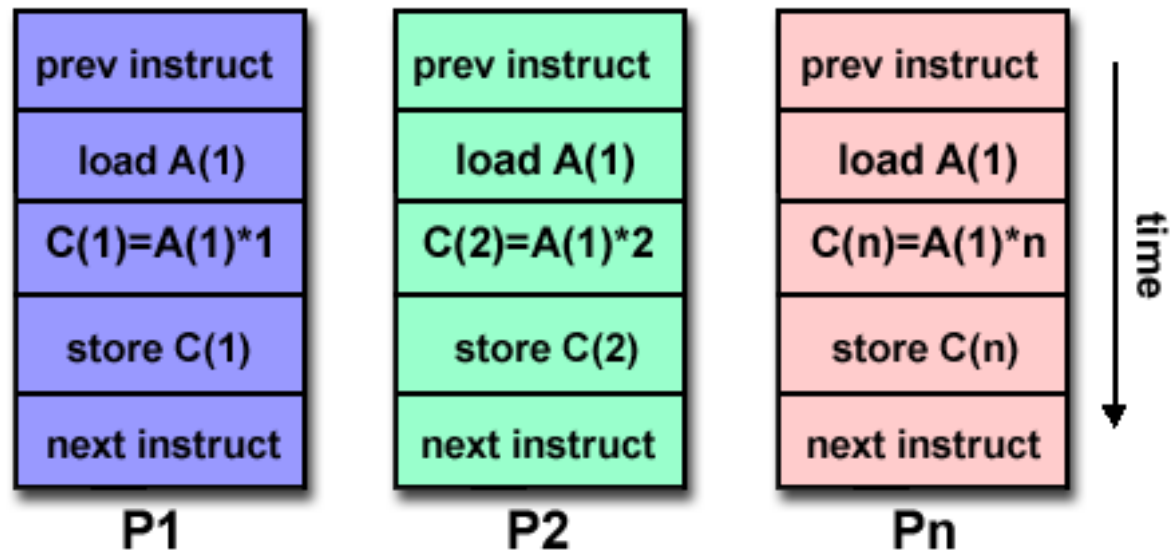 prev instruct
load A(1)
C(1)=A(1)*1
store C(1)
next instruct
P1
prev instruct
load A(1)
C(2)=A(1)*2
store C(2)
next instruct
P2
prev instruct
load A(1)
C(n)=A(1)*n
store C(n)
next instruct
Pn
time